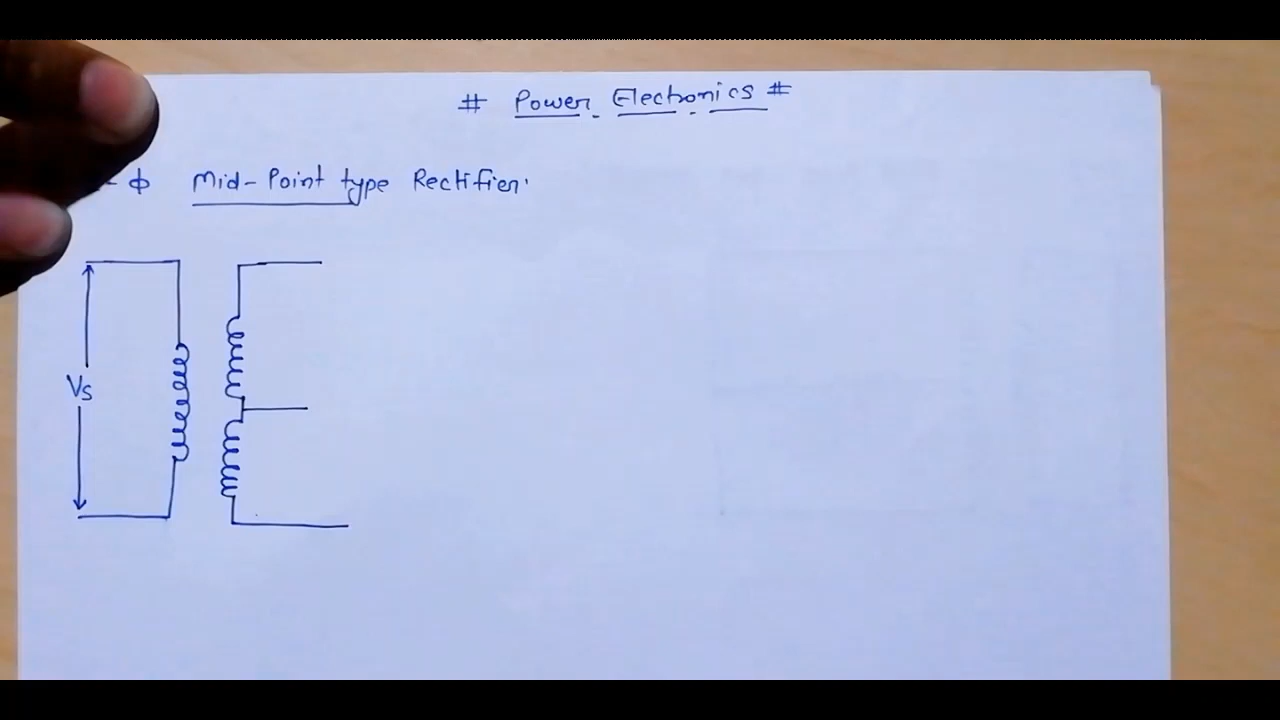 # Power Electronics #
- ф Mid-Point type Rectifier.
Vs